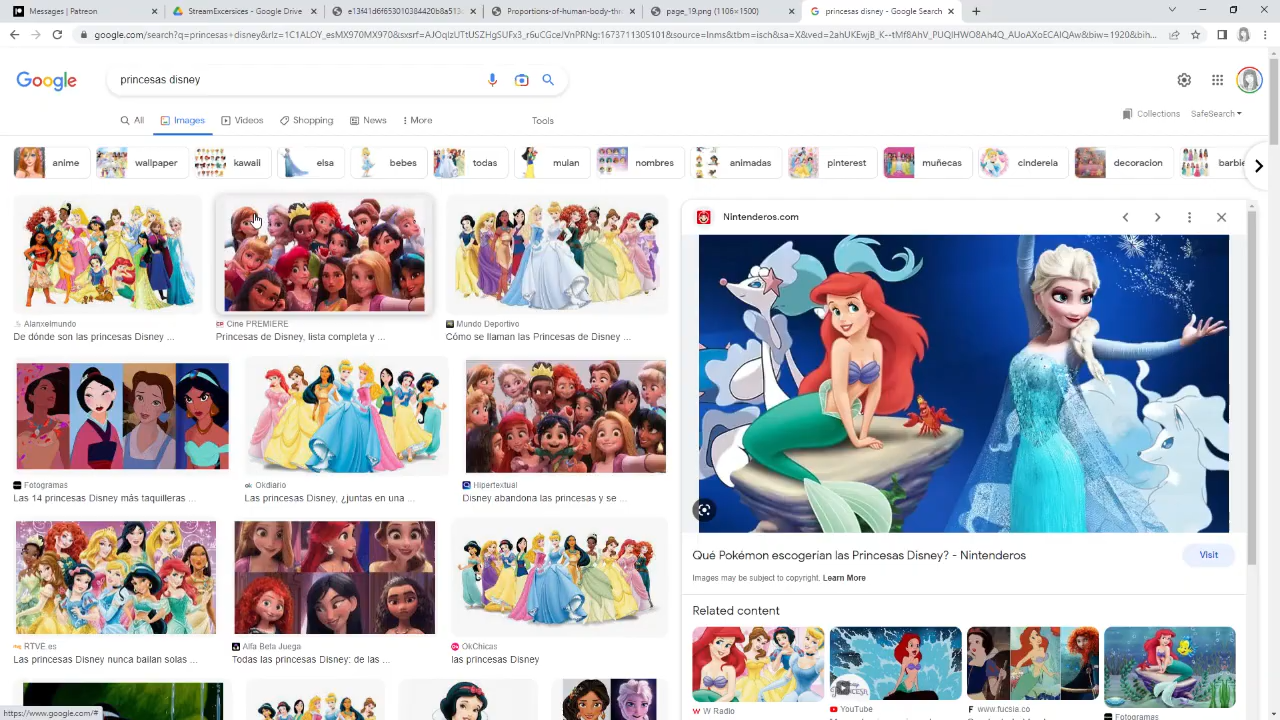 Messages | Patron
StreamExcersices - Google Drive
e13f41d6f653010384420b8a513
Proportions-of-human-body-thr
page_19.png (1106×1500)
princesas disney - Google Search
Google
princesas disney
All
Images
Videos
Shopping
News
More
Tools
Collections
SafeSearch
anime
wallpaper
kawaii
elsa
bebes
todas
mulan
nombres
animadas
pinterest
muñecas
cinderela
decoracion
barbie
Alanxelmundo
De dónde son las princesas Disney ...
Cine PREMIERE
Princesas de Disney, lista completa y ...
Mundo Deportivo
Cómo se llaman las Princesas de Disney ...
Fotogramas
Las 14 princesas Disney más taquilleras ...
Okdiario
Las princesas Disney, ¿juntas en una ...
Hipertextual
Disney abandona las princesas y se ...
RTVE.es
Las princesas Disney nunca bailan solas ...
Alfa Beta Juega
Todas las princesas Disney: de las ...
OkChicas
las princesas Disney
Nintenderos.com
Qué Pokémon escogerian las Princesas Disney? - Nintenderos
Visit
Images may be subject to copyright. Learn More
Related content
W Radio
YouTube
www.fucsia.co
Fotogramas
https://www.google.com/#